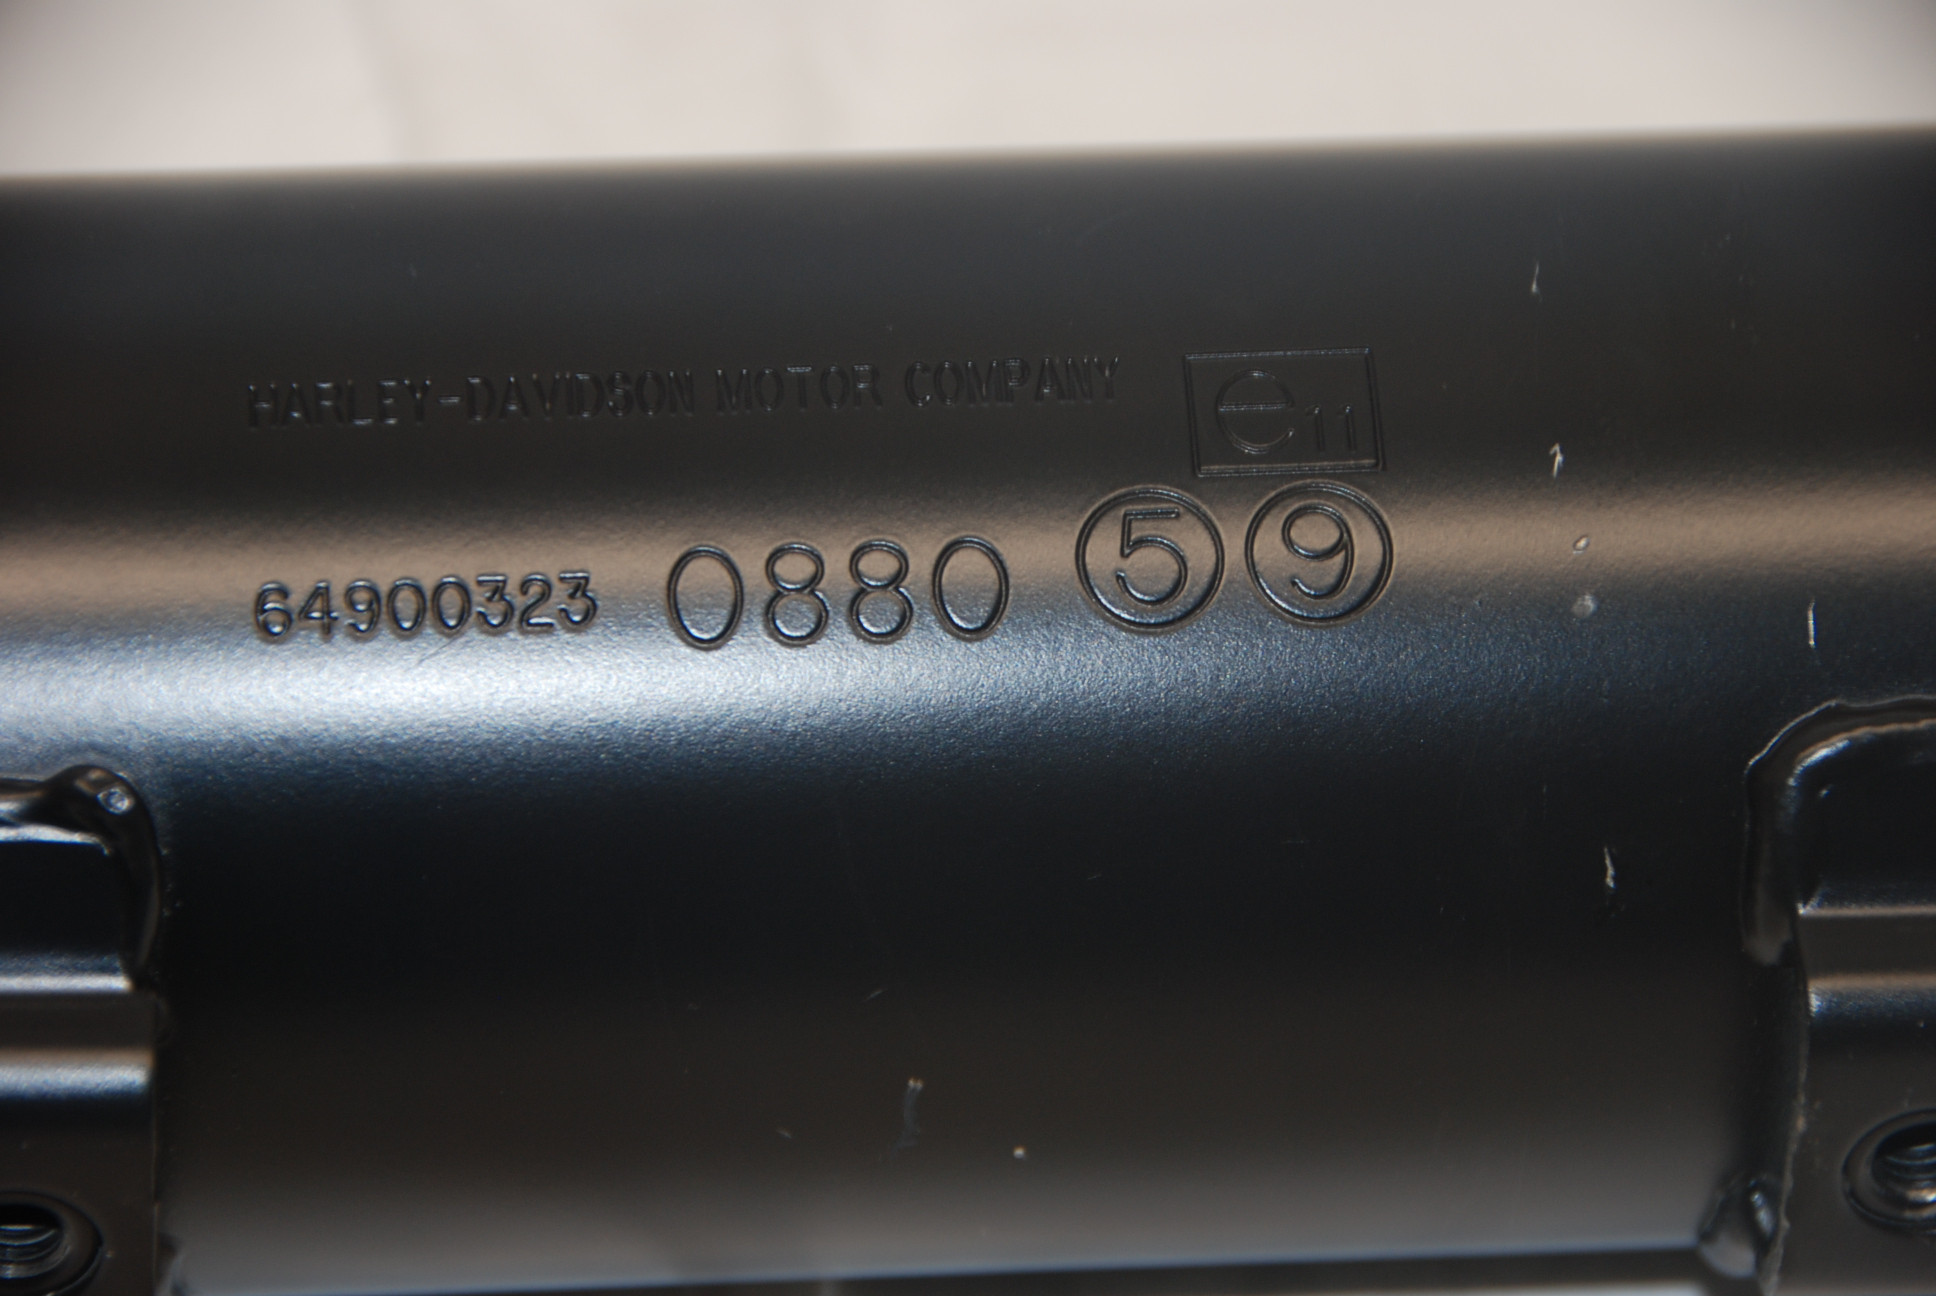 HARLEY-DAVIDSON MOTOR COMPANY e11
64900323 0880 5 9